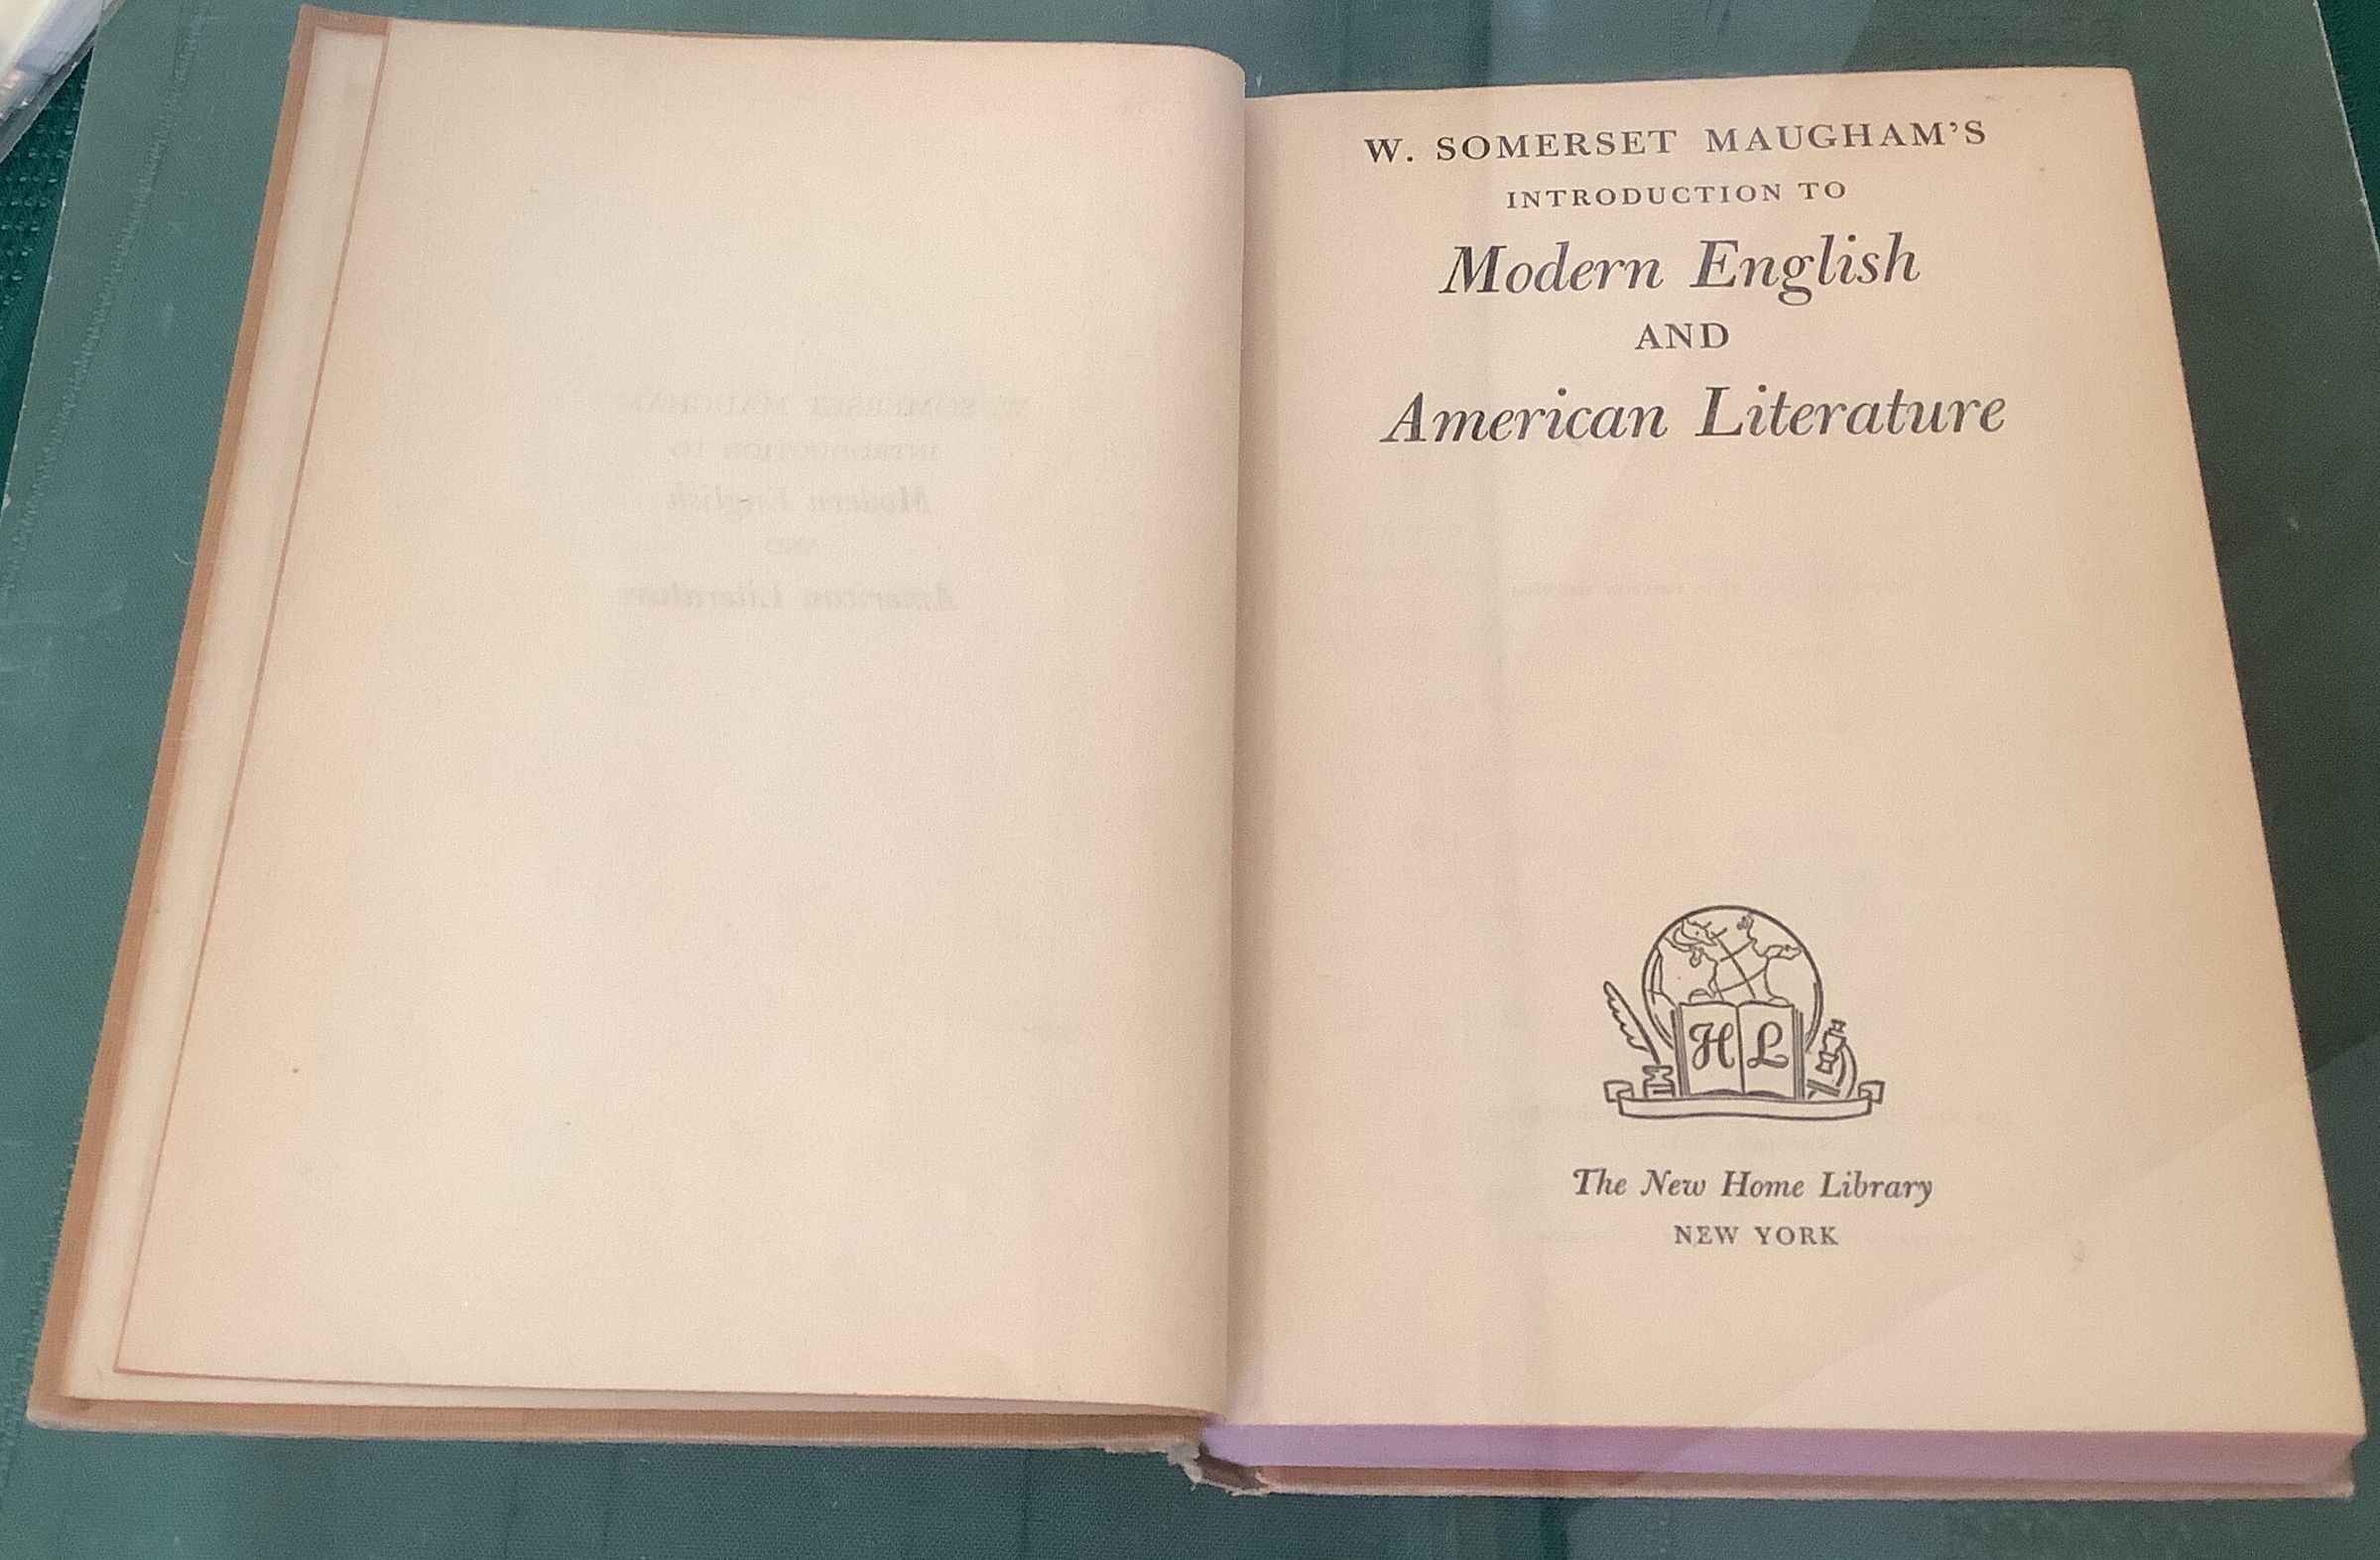 W. SOMERSET MAUGHAM'S
INTRODUCTION TO
Modern English
AND
American Literature
H L
The New Home Library
NEW YORK